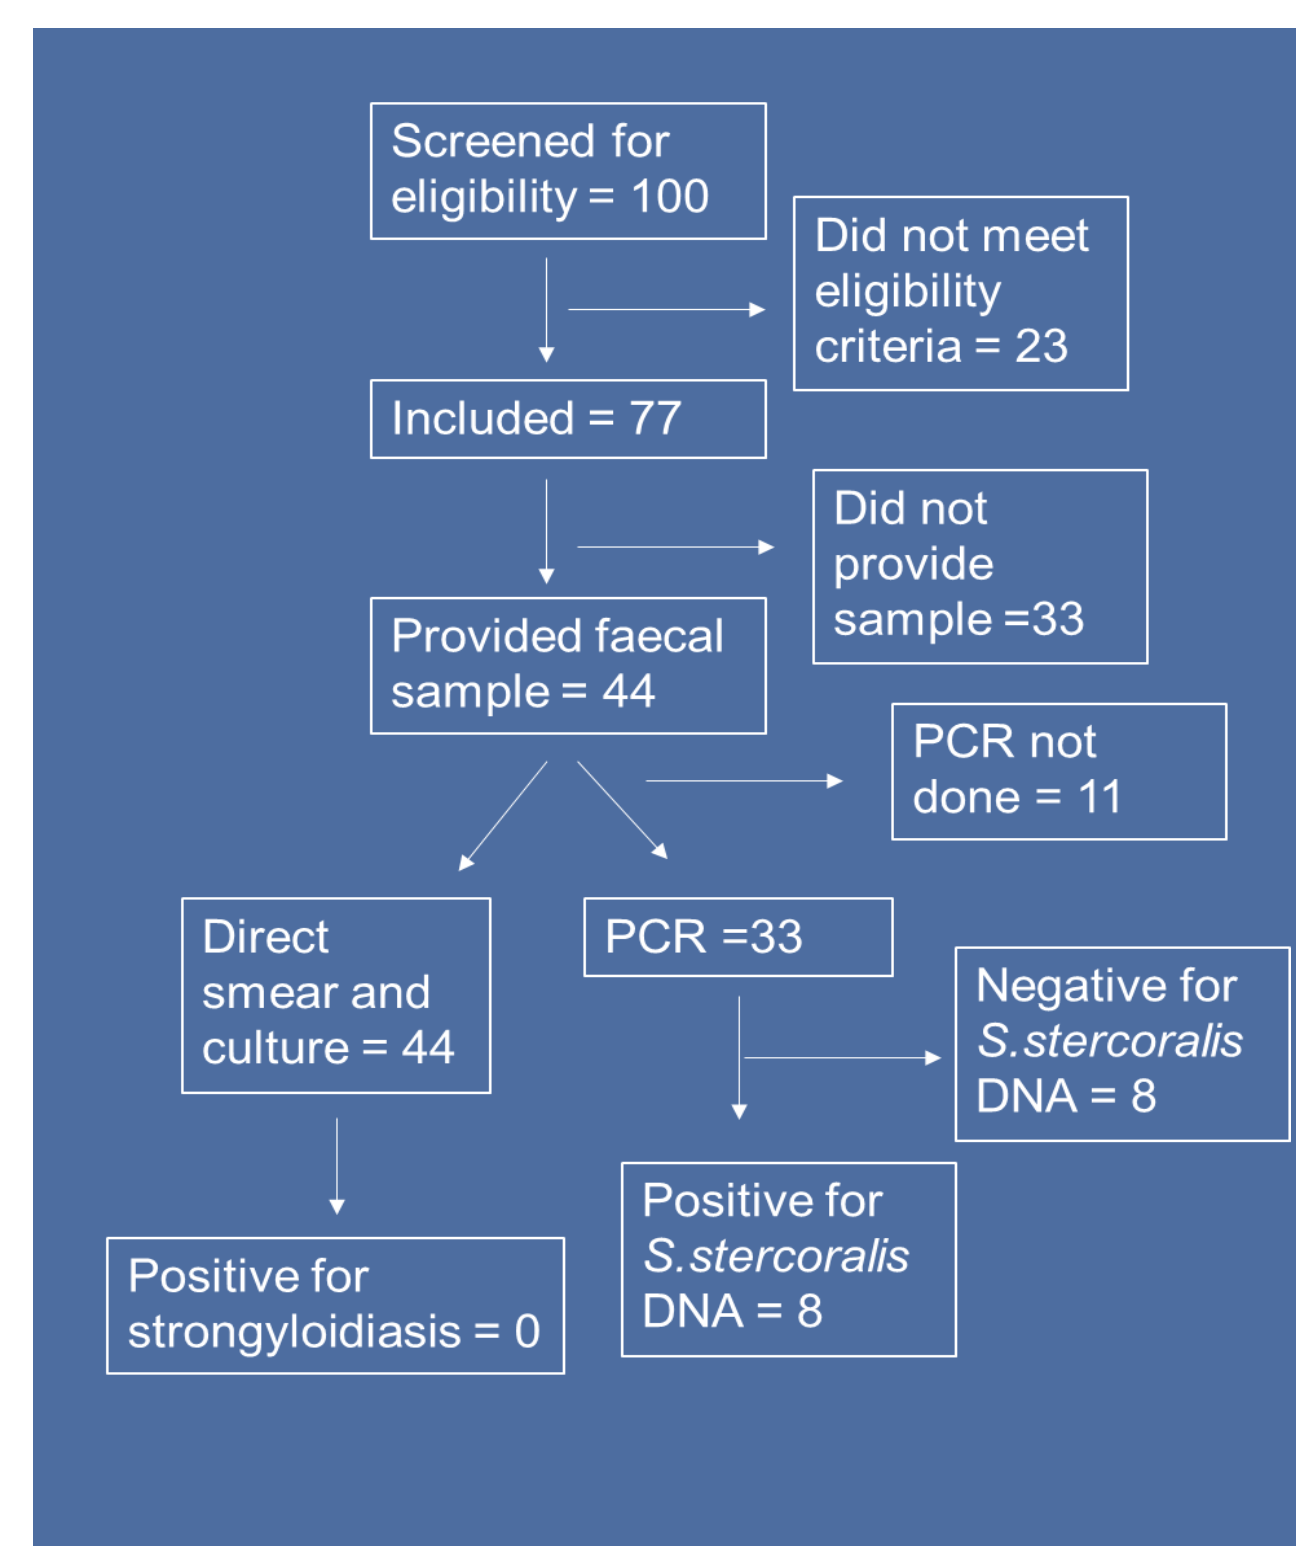 Screened for
eligibility = 100
Did not meet
eligibility
criteria = 23
Included = 77
Did not
provide
sample =33
Provided faecal
sample = 44
PCR not
done = 11
Direct
smear and
culture = 44
PCR =33
Negative for
S.stercoralis
DNA = 8
Positive for
S.stercoralis
DNA = 8
Positive for
strongyloidiasis = 0